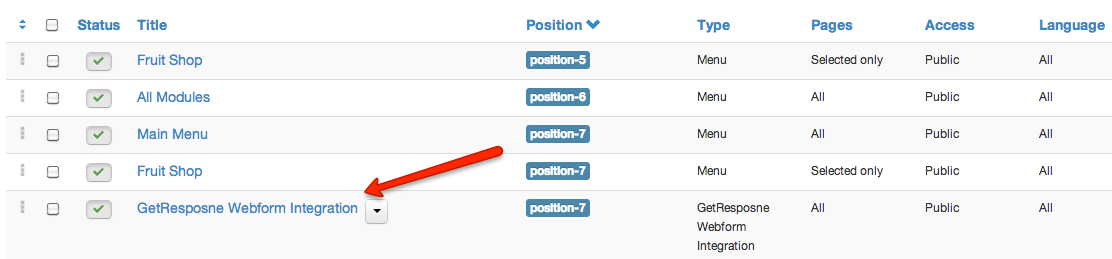 Status Title Position Type Pages Access Language
Fruit Shop position-5 Menu Selected only Public All
All Modules position-6 Menu All Public All
Main Menu position-7 Menu All Public All
Fruit Shop position-7 Menu Selected only Public All
GetResposne Webform Integration position-7 GetResposne All Public All
Webform
Integration